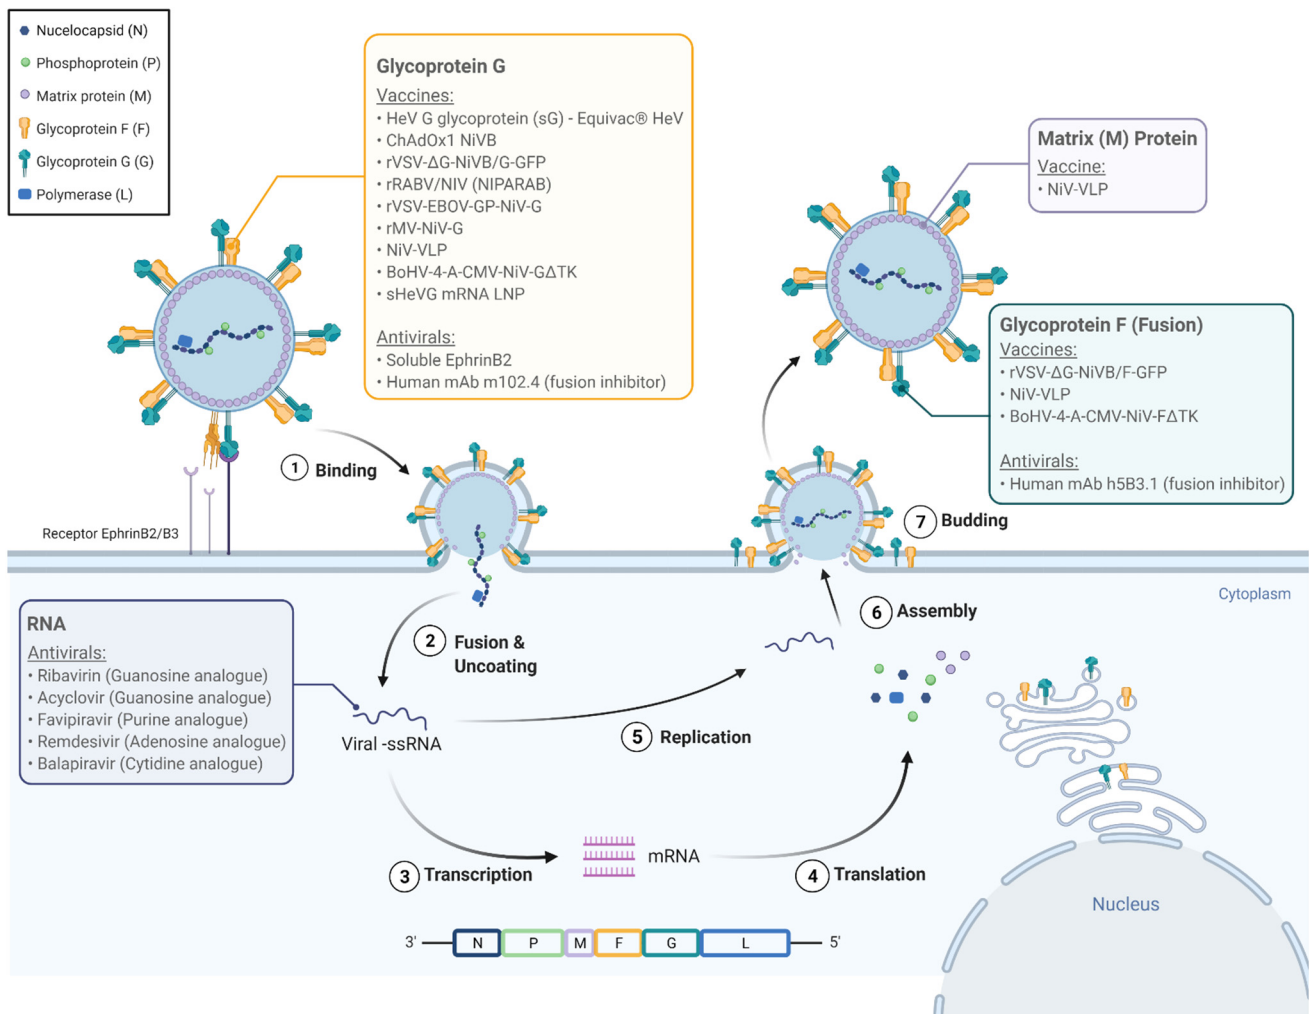 Nucelocapsid (N)
Phosphoprotein (P)
Matrix protein (M)
Glycoprotein F (F)
Glycoprotein G (G)
Polymerase (L)
Glycoprotein G
Vaccines:
• HeV G glycoprotein (sG) - Equivac® HeV
• ChAdOx1 NiVB
• rVSV-ΔG-NiVB/G-GFP
• rRABV/NIV (NIPARAB)
• rVSV-EBOV-GP-NiV-G
• rMV-NiV-G
• NiV-VLP
• BoHV-4-A-CMV-NiV-GΔTK
• sHeVG mRNA LNP
Antivirals:
• Soluble EphrinB2
• Human mAb m102.4 (fusion inhibitor)
Matrix (M) Protein
Vaccine:
• NiV-VLP
Glycoprotein F (Fusion)
Vaccines:
• rVSV-ΔG-NiVB/F-GFP
• NiV-VLP
• BoHV-4-A-CMV-NiV-FΔTK
Antivirals:
• Human mAb h5B3.1 (fusion inhibitor)
1 Binding
Receptor EphrinB2/B3
7 Budding
Cytoplasm
6 Assembly
2 Fusion &
Uncoating
RNA
Antivirals:
• Ribavirin (Guanosine analogue)
• Acyclovir (Guanosine analogue)
• Favipiravir (Purine analogue)
• Remdesivir (Adenosine analogue)
• Balapiravir (Cytidine analogue)
Viral -ssRNA
5 Replication
3 Transcription
mRNA
4 Translation
Nucleus
3' N P M F G L 5'